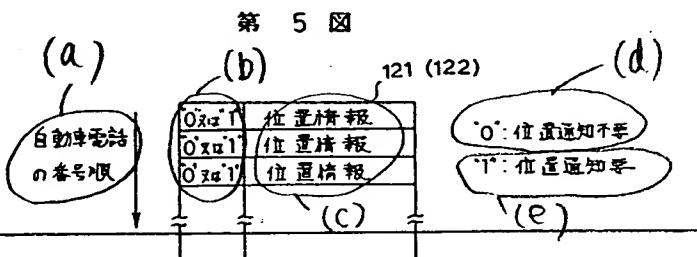 第 5 図
(a)
(b)
121 (122)
(d)
自動車電話
の番号順
"0"又は"1" 位置情報
"0"又は"1" 位置情報
"0"又は"1" 位置情報
"0": 位置通知不要
"1": 位置通知要
(c)
(e)